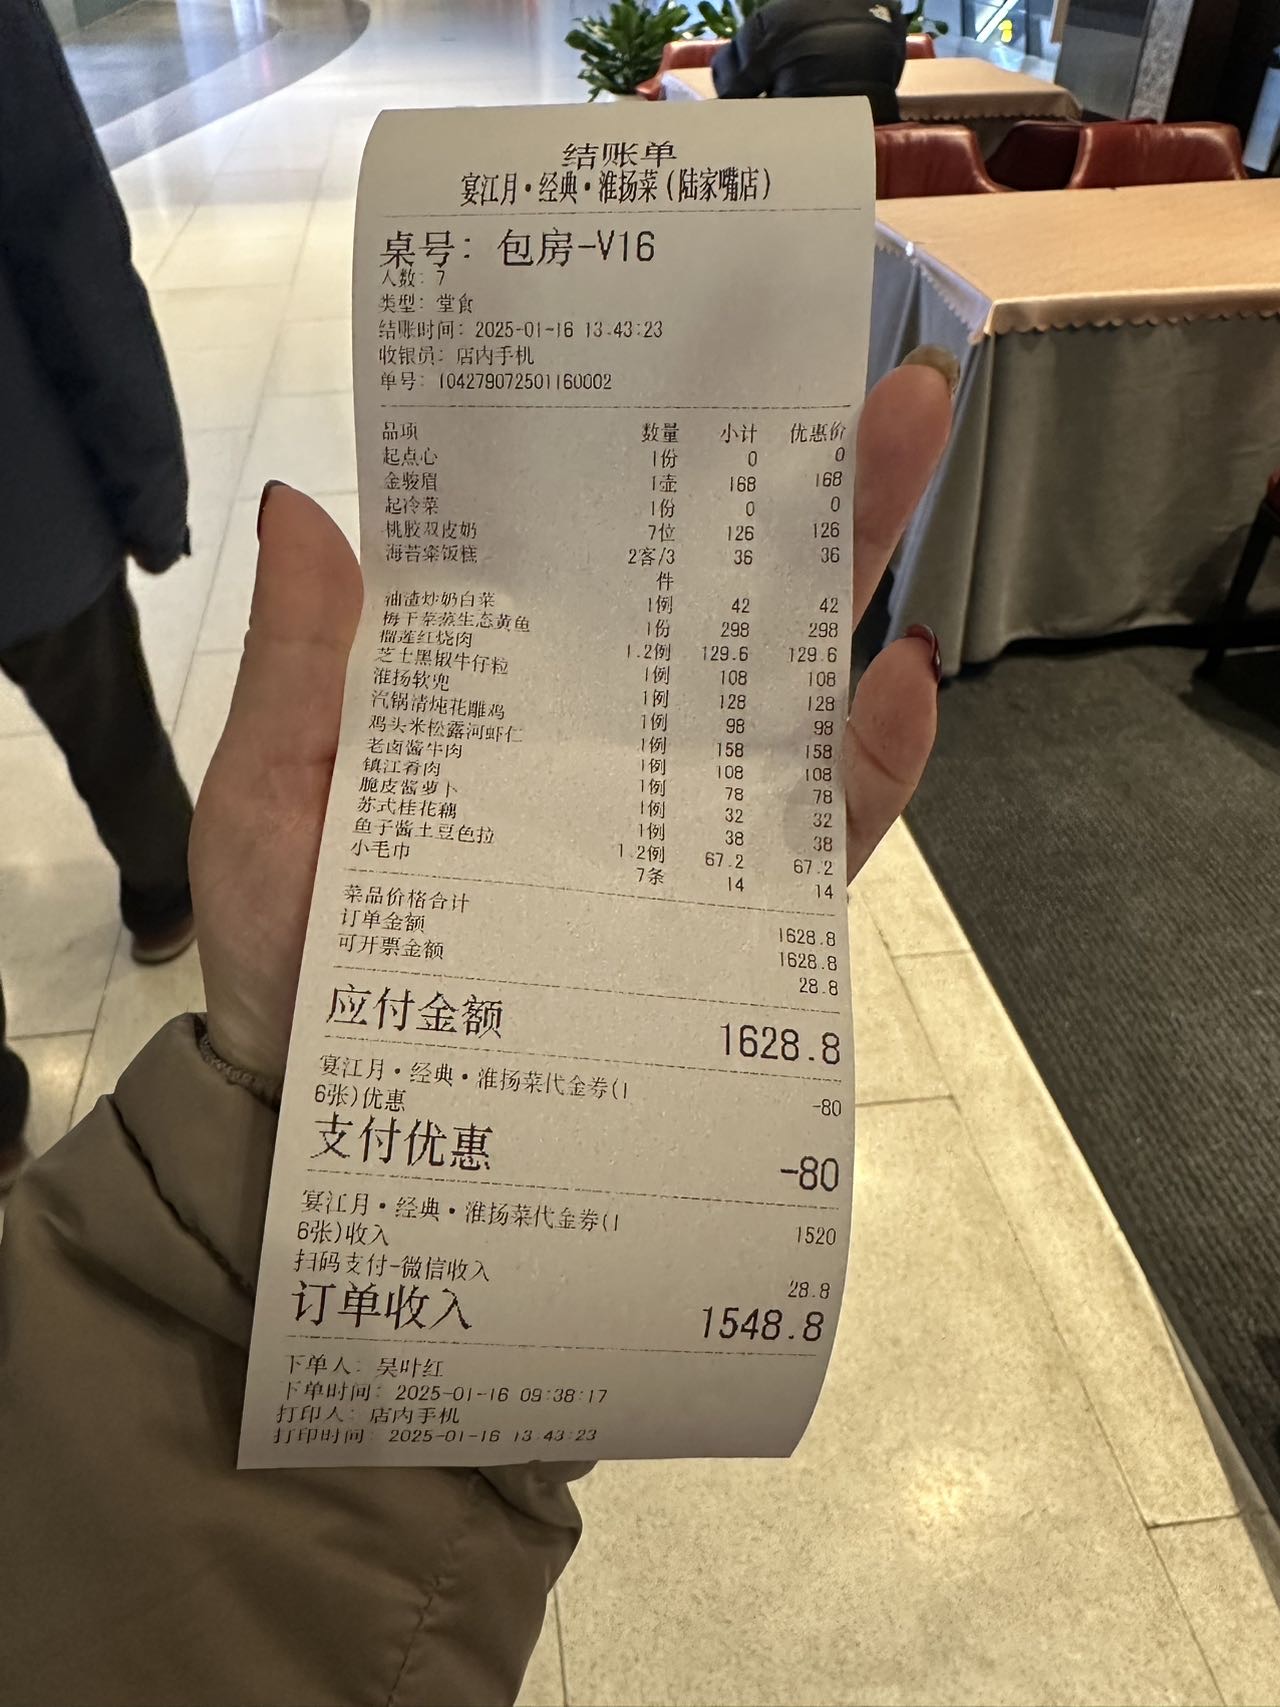 结账单
宴江月·经典·淮扬菜(陆家嘴店)
桌号: 包房-V16
人数: 7
类型: 堂食
结账时间: 2025-01-16 13:43:23
收银员: 店内手机
单号: 104279072501160002
品项 数量 小计 优惠价
起点心 1份 0 0
金骏眉 1壶 168 168
起冷菜 1份 0 0
桃胶双皮奶 7位 126 126
海苔粢饭糕 2客/3件 36 36
油渣炒奶白菜 1例 42 42
梅干菜蒸生态黄鱼 1份 298 298
榴莲红烧肉 1.2例 129.6 129.6
芝士黑椒牛仔粒 1例 108 108
淮扬软兜 1例 128 128
汽锅清炖花雕鸡 1例 98 98
鸡头米松露河虾仁 1例 158 158
老卤酱牛肉 1例 108 108
镇江肴肉 1例 78 78
脆皮酱萝卜 1例 32 32
苏式桂花藕 1例 38 38
鱼子酱土豆色拉 1.2例 67.2 67.2
小毛巾 7条 14 14
菜品价格合计 1628.8
订单金额 1628.8
可开票金额 28.8
应付金额 1628.8
宴江月·经典·淮扬菜代金券(1
6张)优惠 -80
支付优惠 -80
宴江月·经典·淮扬菜代金券(1
6张)收入 1520
扫码支付-微信收入 28.8
订单收入 1548.8
下单人: 吴叶红
下单时间: 2025-01-16 09:38:17
打印人: 店内手机
打印时间: 2025-01-16 13:43:23